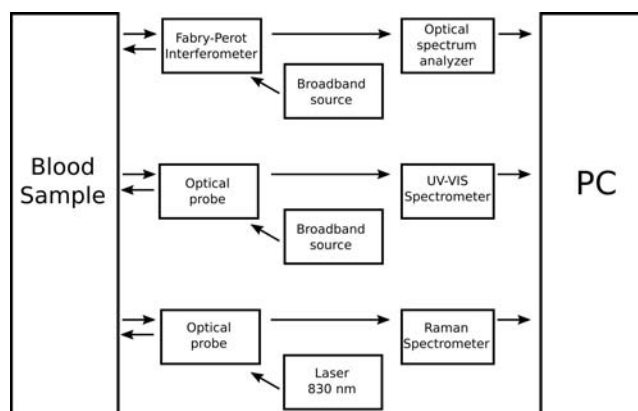 Blood
Sample
Fabry-Perot
Interferometer
Optical
spectrum
analyzer
Broadband
source
Optical
probe
UV-VIS
Spectrometer
Broadband
source
Optical
probe
Raman
Spectrometer
Laser
830 nm
PC